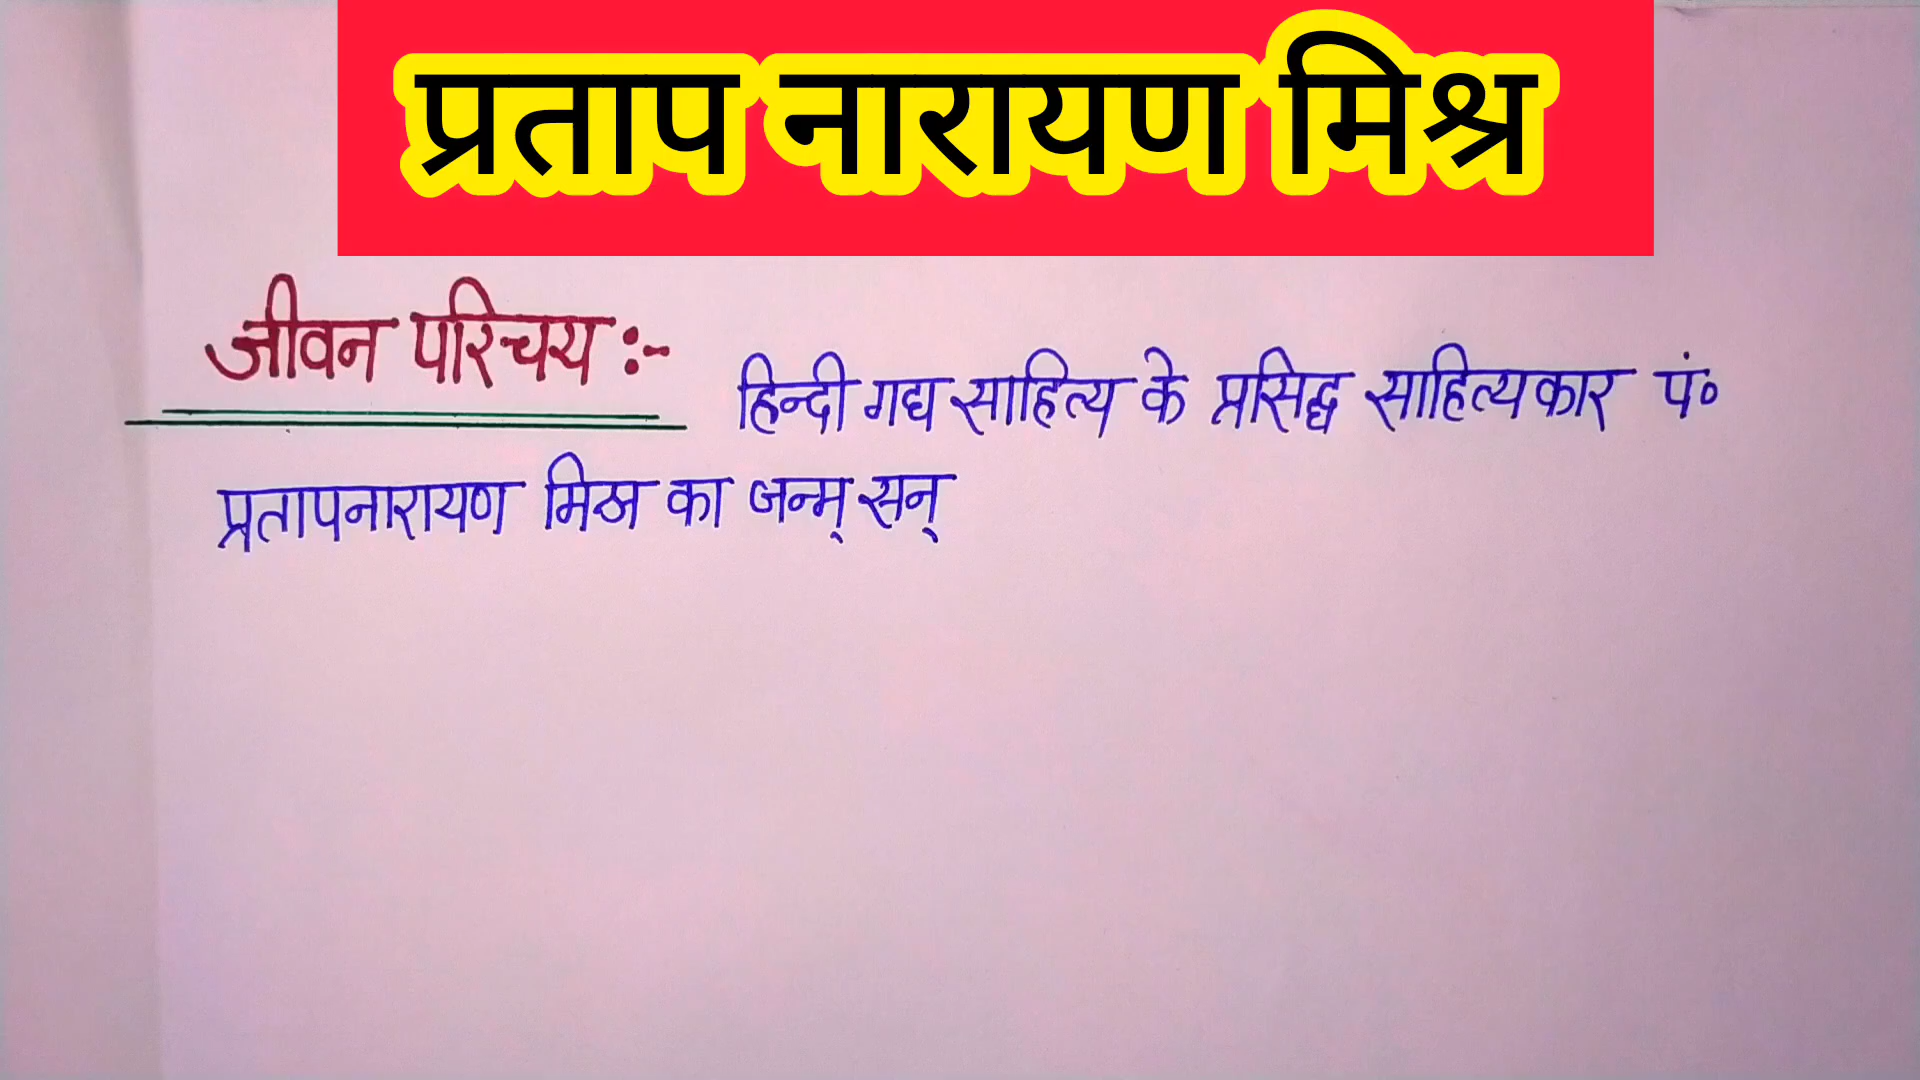 प्रताप नारायण मिश्र
जीवन परिचय :-
हिन्दी गद्य साहित्य के प्रसिद्ध साहित्यकार पं०
प्रतापनारायण मिश्र का जन्म् सन्